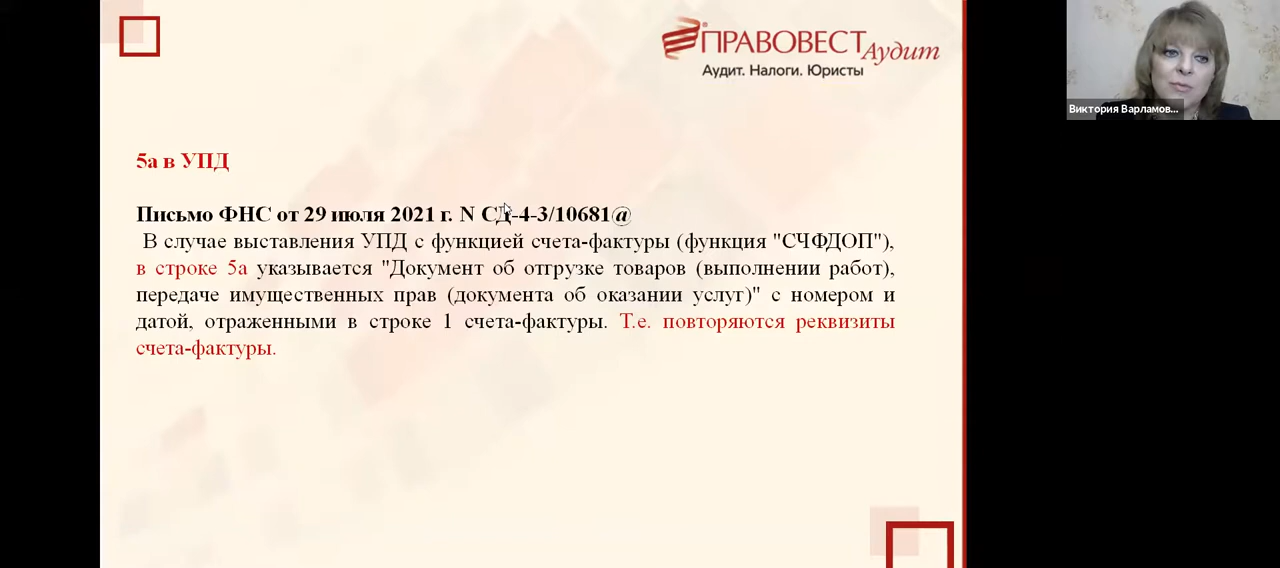 ПРАВОВЕСТ Аудит
Аудит. Налоги. Юристы
Виктория Варламов...
5а в УПД
Письмо ФНС от 29 июля 2021 г. N СД-4-3/10681@
В случае выставления УПД с функцией счета-фактуры (функция "СЧФДОП"),
в строке 5а указывается "Документ об отгрузке товаров (выполнении работ),
передаче имущественных прав (документа об оказании услуг)" с номером и
датой, отраженными в строке 1 счета-фактуры. Т.е. повторяются реквизиты
счета-фактуры.